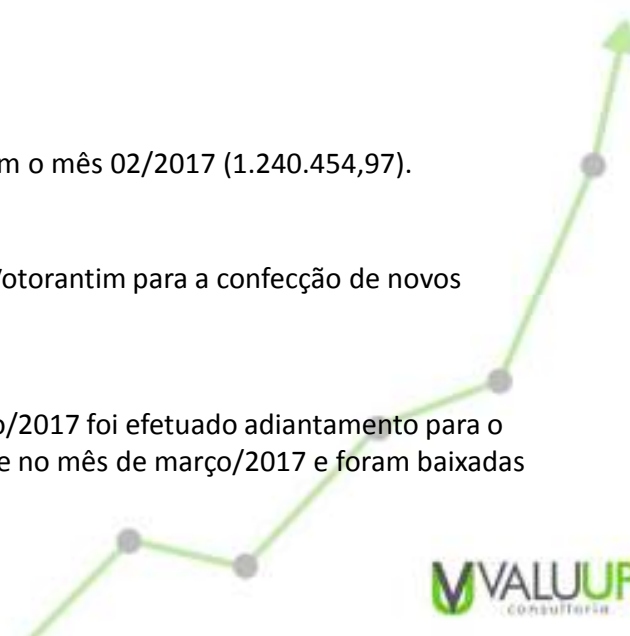 m o mês 02/2017 (1.240.454,97).
Votorantim para a confecção de novos
o/2017 foi efetuado adiantamento para o
e no mês de março/2017 e foram baixadas
VALUUP
consultoria